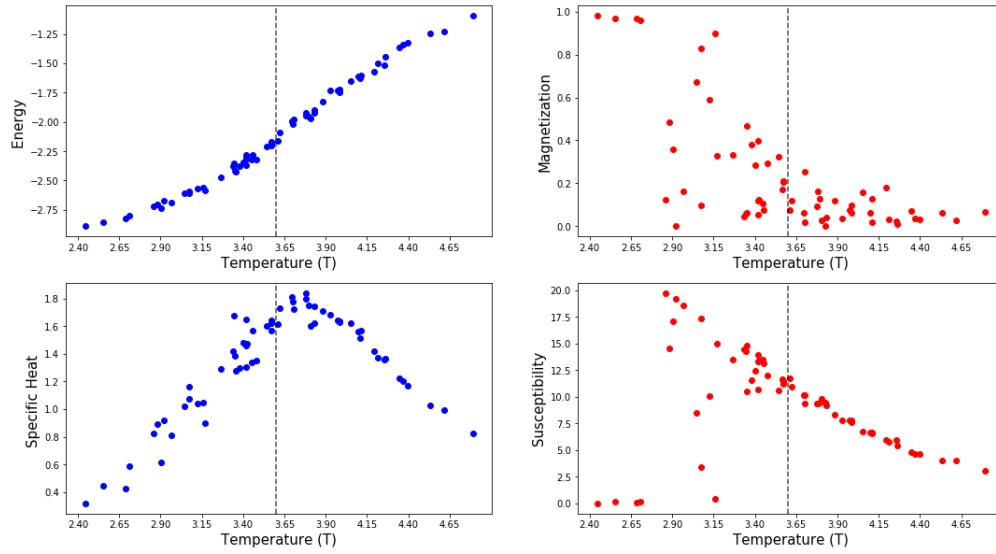 −1.25
−1.50
−1.75
−2.00
−2.25
−2.50
−2.75
Energy
2.40 2.65 2.90 3.15 3.40 3.65 3.90 4.15 4.40 4.65
Temperature (T)
1.0
0.8
0.6
0.4
0.2
0.0
Magnetization
2.40 2.65 2.90 3.15 3.40 3.65 3.90 4.15 4.40 4.65
Temperature (T)
1.8
1.6
1.4
1.2
1.0
0.8
0.6
0.4
Specific Heat
2.40 2.65 2.90 3.15 3.40 3.65 3.90 4.15 4.40 4.65
Temperature (T)
20.0
17.5
15.0
12.5
10.0
7.5
5.0
2.5
0.0
Susceptibility
2.40 2.65 2.90 3.15 3.40 3.65 3.90 4.15 4.40 4.65
Temperature (T)